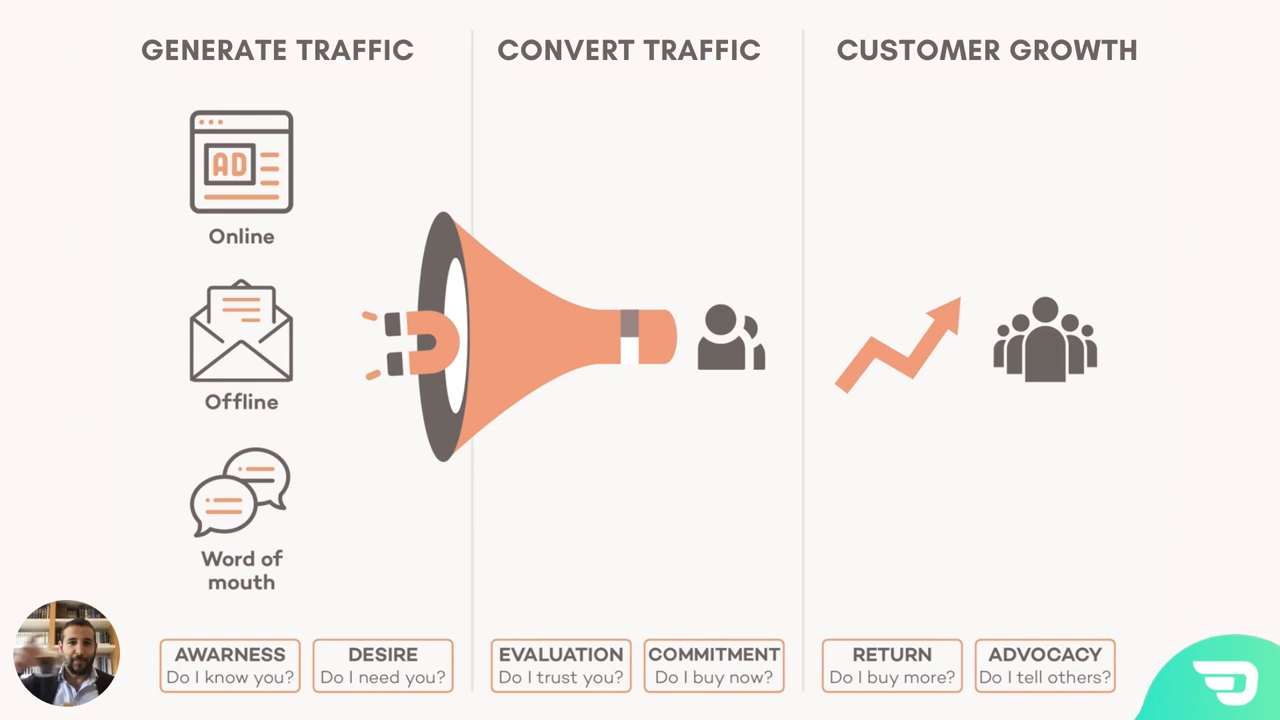 GENERATE TRAFFIC
CONVERT TRAFFIC
CUSTOMER GROWTH
AD
Online
Offline
Word of
mouth
AWARNESS
Do I know you?
DESIRE
Do I need you?
EVALUATION
Do I trust you?
COMMITMENT
Do I buy now?
RETURN
Do I buy more?
ADVOCACY
Do I tell others?